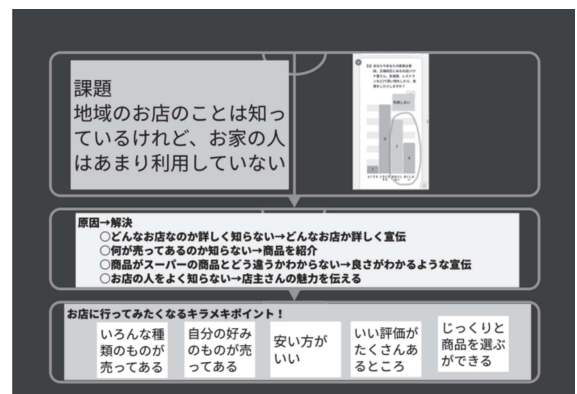 課題
地域のお店のことは知っ
ているけれど、お家の人
はあまり利用していない
利用しない
原因→解決
○どんなお店なのか詳しく知らない→どんなお店か詳しく宣伝
○何が売ってあるのか知らない→商品を紹介
○商品がスーパーの商品とどう違うかわからない→良さがわかるような宣伝
○お店の人をよく知らない→店主さんの魅力を伝える
お店に行ってみたくなるキラメキポイント！
いろんな種
類のものが
売ってある
自分の好み
のものが売
ってある
安い方が
いい
いい評価が
たくさんあ
るところ
じっくりと
商品を選ぶ
ができる